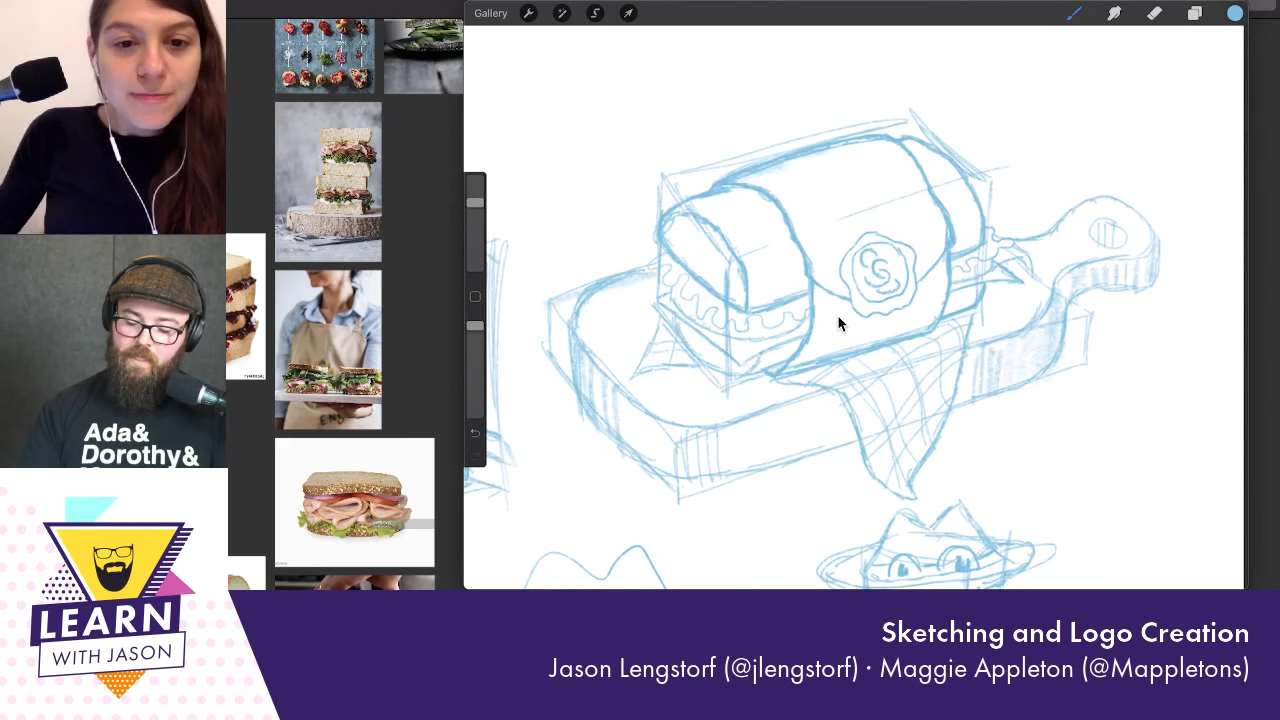 Gallery
Ada&
Dorothy&
LEARN
WITH JASON
Sketching and Logo Creation
Jason Lengstorf (@jlengstorf) · Maggie Appleton (@Mappletons)